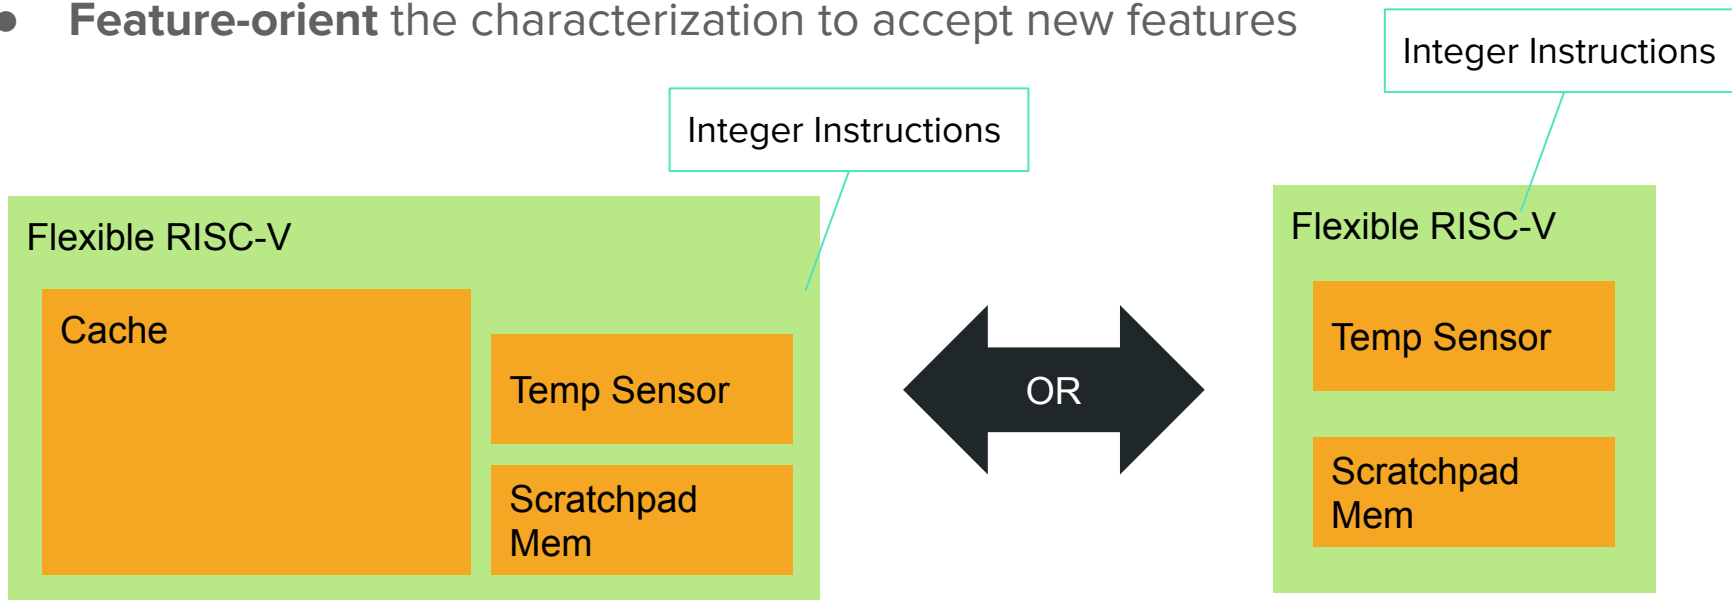 ● Feature-orient the characterization to accept new features
Integer Instructions
Integer Instructions
Flexible RISC-V
Cache
Temp Sensor
Scratchpad
Mem
OR
Flexible RISC-V
Temp Sensor
Scratchpad
Mem